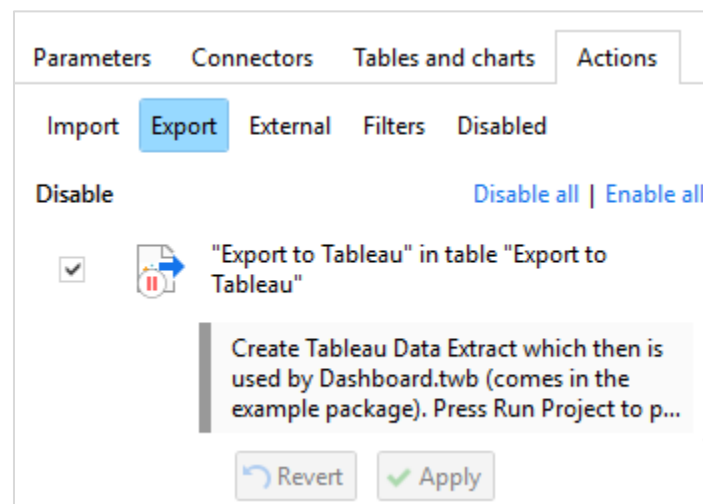 Parameters Connectors Tables and charts Actions
Import Export External Filters Disabled
Disable Disable all | Enable all
"Export to Tableau" in table "Export to
Tableau"
Create Tableau Data Extract which then is
used by Dashboard.twb (comes in the
example package). Press Run Project to p...
Revert Apply